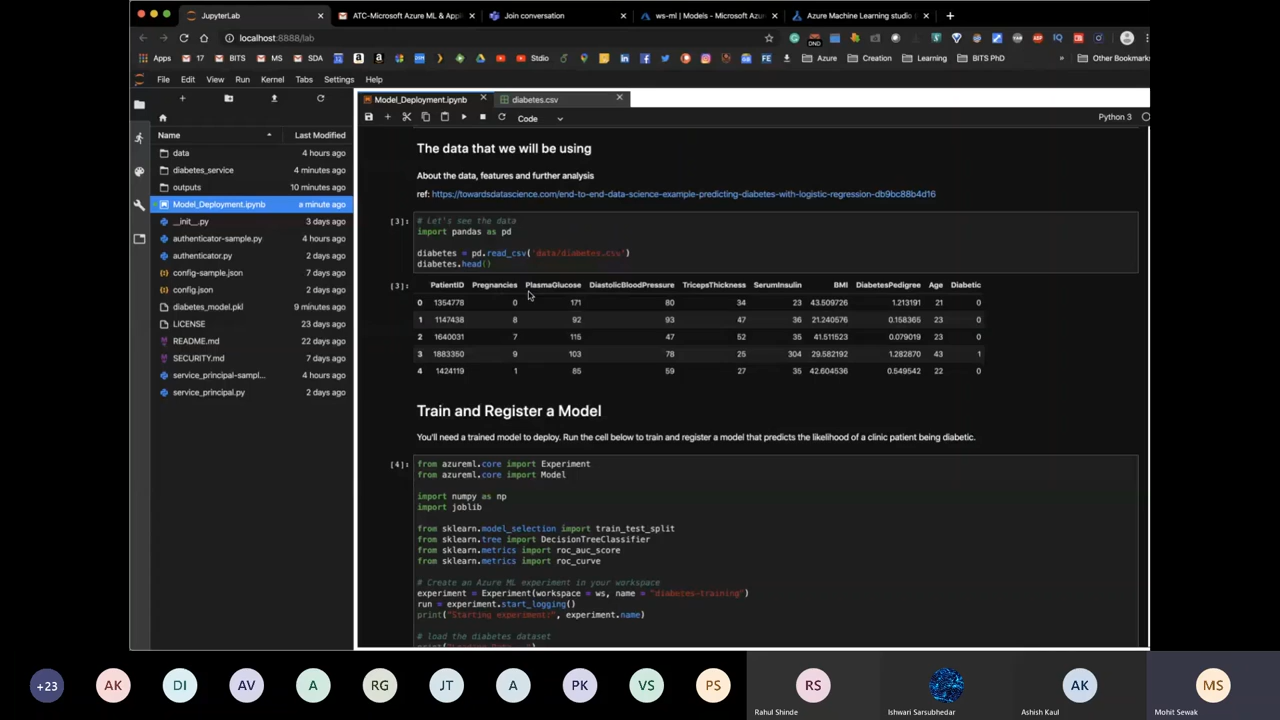 JupyterLab
ATC-Microsoft Azure ML & Appl
Join conversation
ws-ml | Models - Microsoft Azu
Azure Machine Learning studio
localhost:8888/lab
DND
Apps
17
BITS
MS
SDA
Stdio
Azure
Creation
Learning
BITS PhD
Other Bookmarks
File Edit View Run Kernel Tabs Settings Help
Model_Deployment.ipynb
diabetes.csv
Code
Python 3
Name Last Modified
data 4 hours ago
diabetes_service 4 minutes ago
outputs 10 minutes ago
Model_Deployment.ipynb a minute ago
__init__.py 3 days ago
authenticator-sample.py 4 hours ago
authenticator.py 2 days ago
config-sample.json 7 days ago
config.json 2 days ago
diabetes_model.pkl 10 minutes ago
LICENSE 23 days ago
README.md 22 days ago
SECURITY.md 7 days ago
service_principal-sampl... 2 days ago
service_principal.py 2 days ago
The data that we will be using
About the data, features and further analysis
ref: https://towardsdatascience.com/end-to-end-data-science-example-predicting-diabetes-with-logistic-regression-db9bc88b4d16
[3]: # Let's see the data
import pandas as pd
diabetes = pd.read_csv('data/diabetes.csv')
diabetes.head()
[3]: PatientID Pregnancies PlasmaGlucose DiastolicBloodPressure TricepsThickness SerumInsulin BMI DiabetesPedigree Age Diabetic
0 1354778 0 171 80 34 23 43.509726 1.213191 21 0
1 1147438 8 92 93 47 36 21.240576 0.158365 23 0
2 1640031 7 115 47 52 35 41.511523 0.079019 23 0
3 1883350 9 103 78 25 304 29.582192 1.282870 43 1
4 1424119 1 85 59 27 35 42.604536 0.549542 22 0
Train and Register a Model
You'll need a trained model to deploy. Run the cell below to train and register a model that predicts the likelihood of a clinic patient being diabetic.
[4]: from azureml.core import Experiment
from azureml.core import Model
import numpy as np
import joblib
from sklearn.model_selection import train_test_split
from sklearn.tree import DecisionTreeClassifier
from sklearn.metrics import roc_auc_score
from sklearn.metrics import roc_curve
# Create an Azure ML experiment in your workspace
experiment = Experiment(workspace = ws, name = "diabetes-training")
run = experiment.start_logging()
print("Starting experiment:", experiment.name)
# load the diabetes dataset
+23
AK
DI
AV
A
RG
JT
A
PK
VS
PS
RS
AK
MS
Rahul Shinde
Ishwari Sarsubhedar
Ashish Kaul
Mohit Sewak